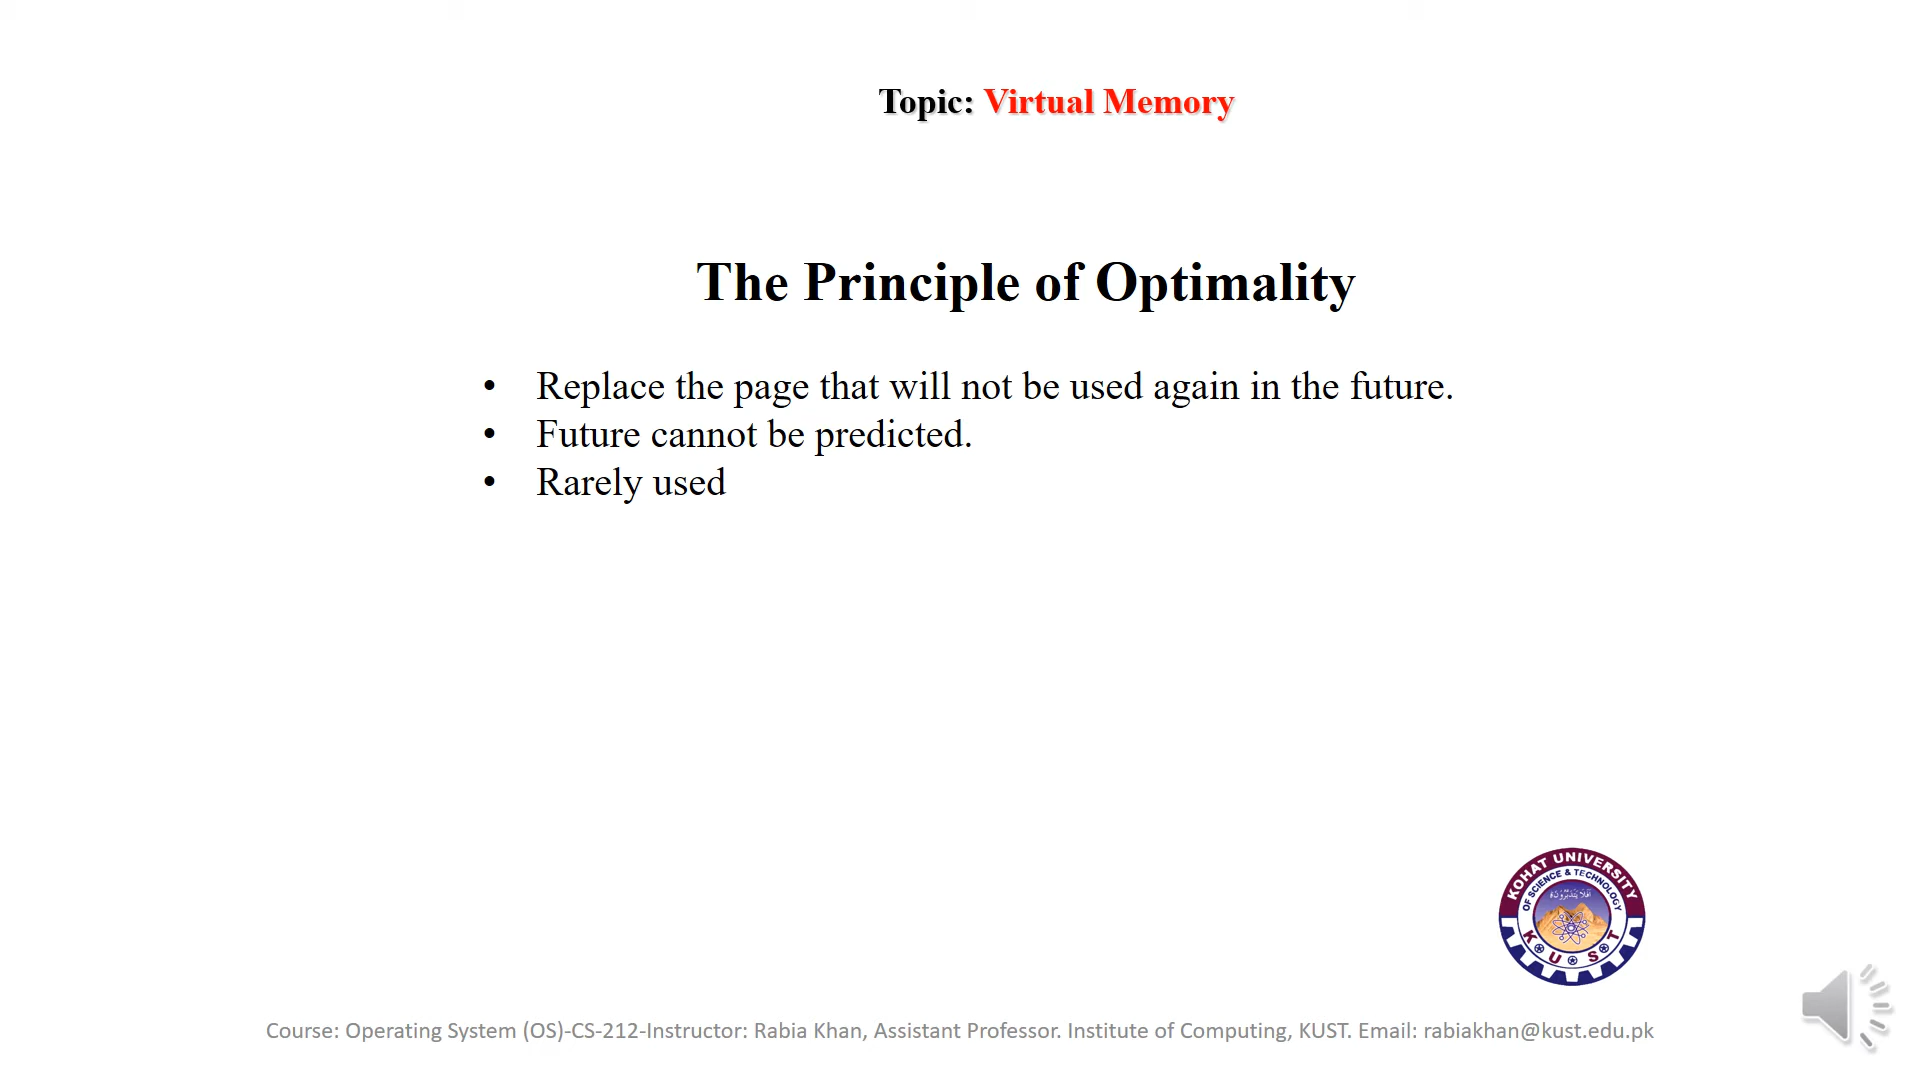 Topic: Virtual Memory
The Principle of Optimality
• Replace the page that will not be used again in the future.
• Future cannot be predicted.
• Rarely used
KOHAT UNIVERSITY
OF SCIENCE & TECHNOLOGY
K U S T
Course: Operating System (OS)-CS-212-Instructor: Rabia Khan, Assistant Professor. Institute of Computing, KUST. Email: rabiakhan@kust.edu.pk